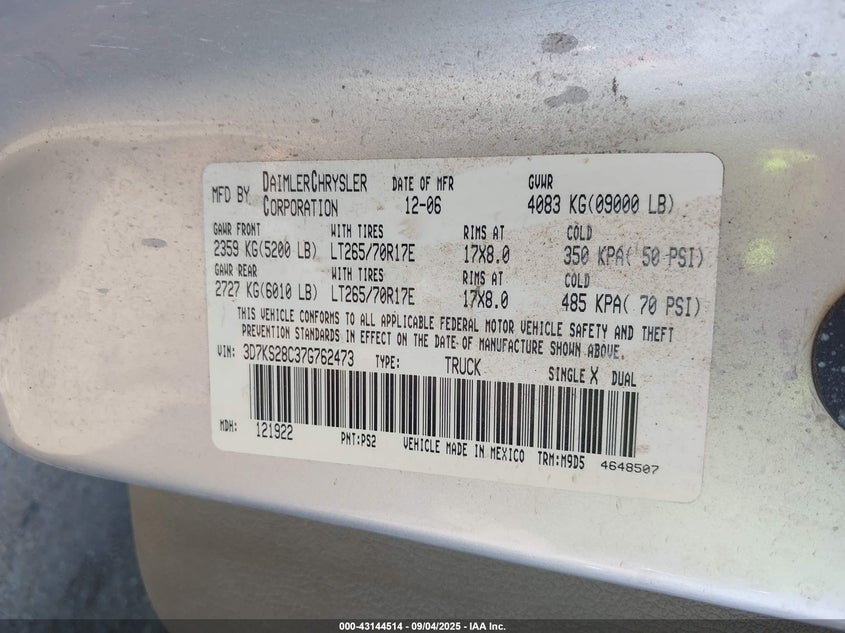 MFD BY DAIMLERCHRYSLER CORPORATION DATE OF MFR 12-06 GVWR 4083 KG(09000 LB)
GAWR FRONT WITH TIRES RIMS AT COLD
2359 KG(5200 LB) LT265/70R17E 17X8.0 350 KPA( 50 PSI)
GAWR REAR WITH TIRES RIMS AT COLD
2727 KG(6010 LB) LT265/70R17E 17X8.0 485 KPA( 70 PSI)
THIS VEHICLE CONFORMS TO ALL APPLICABLE FEDERAL MOTOR VEHICLE SAFETY AND THEFT
PREVENTION STANDARDS IN EFFECT ON THE DATE OF MANUFACTURE SHOWN ABOVE.
VIN: 3D7KS28C37G762473 TYPE: TRUCK SINGLE X DUAL
MDH: 121922 PNT:PS2 VEHICLE MADE IN MEXICO TRM:M9D5 4648507
000-43144514 - 09/04/2025 - IAA Inc.